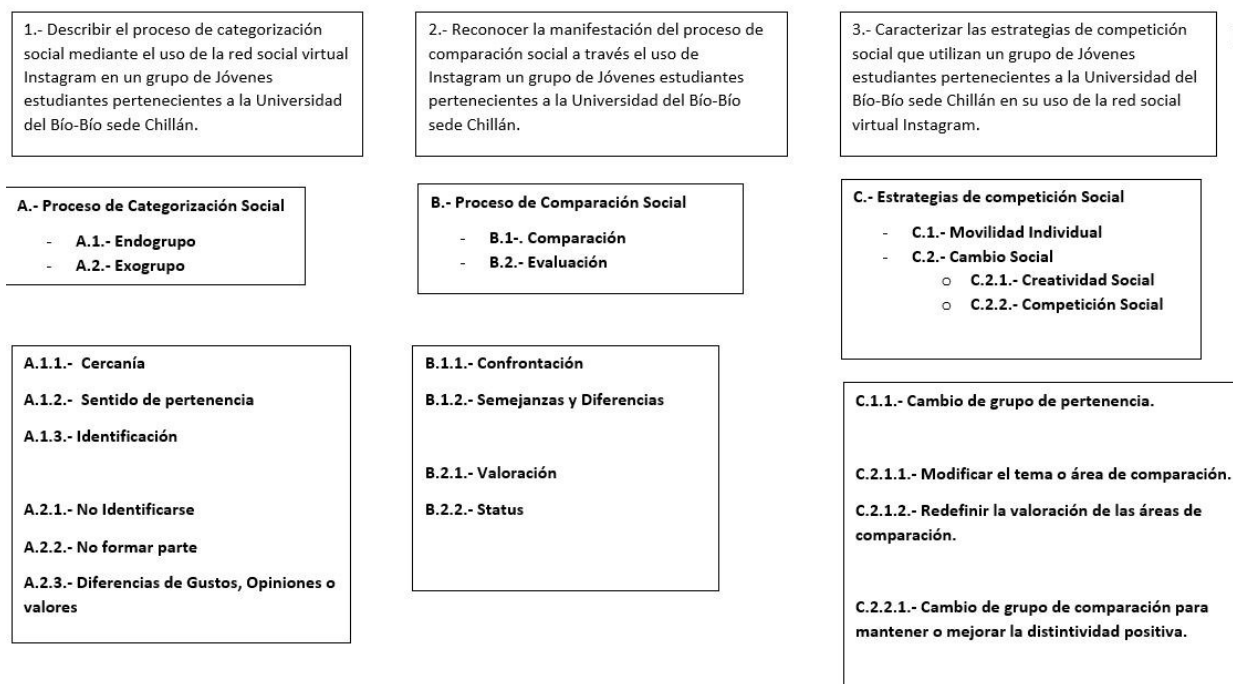 1.- Describir el proceso de categorización
social mediante el uso de la red social virtual
Instagram en un grupo de Jóvenes
estudiantes pertenecientes a la Universidad
del Bío-Bío sede Chillán.
2.- Reconocer la manifestación del proceso de
comparación social a través el uso de
Instagram un grupo de Jóvenes estudiantes
pertenecientes a la Universidad del Bío-Bío
sede Chillán.
3.- Caracterizar las estrategias de competición
social que utilizan un grupo de Jóvenes
estudiantes pertenecientes a la Universidad del
Bío-Bío sede Chillán en su uso de la red social
virtual Instagram.
A.- Proceso de Categorización Social
- A.1.- Endogrupo
- A.2.- Exogrupo
B.- Proceso de Comparación Social
- B.1-. Comparación
- B.2.- Evaluación
C.- Estrategias de competición Social
- C.1.- Movilidad Individual
- C.2.- Cambio Social
o C.2.1.- Creatividad Social
o C.2.2.- Competición Social
A.1.1.- Cercanía
A.1.2.- Sentido de pertenencia
A.1.3.- Identificación
A.2.1.- No Identificarse
A.2.2.- No formar parte
A.2.3.- Diferencias de Gustos, Opiniones o
valores
B.1.1.- Confrontación
B.1.2.- Semejanzas y Diferencias
B.2.1.- Valoración
B.2.2.- Status
C.1.1.- Cambio de grupo de pertenencia.
C.2.1.1.- Modificar el tema o área de comparación.
C.2.1.2.- Redefinir la valoración de las áreas de
comparación.
C.2.2.1.- Cambio de grupo de comparación para
mantener o mejorar la distintividad positiva.